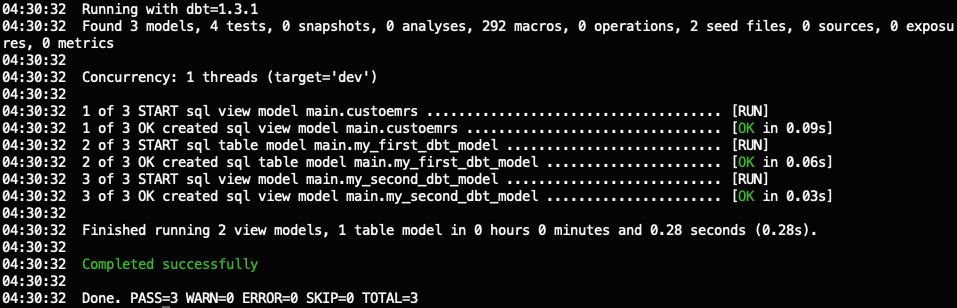 04:30:32  Running with dbt=1.3.1
04:30:32  Found 3 models, 4 tests, 0 snapshots, 0 analyses, 292 macros, 0 operations, 2 seed files, 0 sources, 0 exposu
res, 0 metrics
04:30:32
04:30:32  Concurrency: 1 threads (target='dev')
04:30:32
04:30:32  1 of 3 START sql view model main.custoemrs ..................................... [RUN]
04:30:32  1 of 3 OK created sql view model main.custoemrs ................................ [OK in 0.09s]
04:30:32  2 of 3 START sql table model main.my_first_dbt_model ........................... [RUN]
04:30:32  2 of 3 OK created sql table model main.my_first_dbt_model ...................... [OK in 0.06s]
04:30:32  3 of 3 START sql view model main.my_second_dbt_model ........................... [RUN]
04:30:32  3 of 3 OK created sql view model main.my_second_dbt_model ...................... [OK in 0.03s]
04:30:32
04:30:32  Finished running 2 view models, 1 table model in 0 hours 0 minutes and 0.28 seconds (0.28s).
04:30:32
04:30:32  Completed successfully
04:30:32
04:30:32  Done. PASS=3 WARN=0 ERROR=0 SKIP=0 TOTAL=3